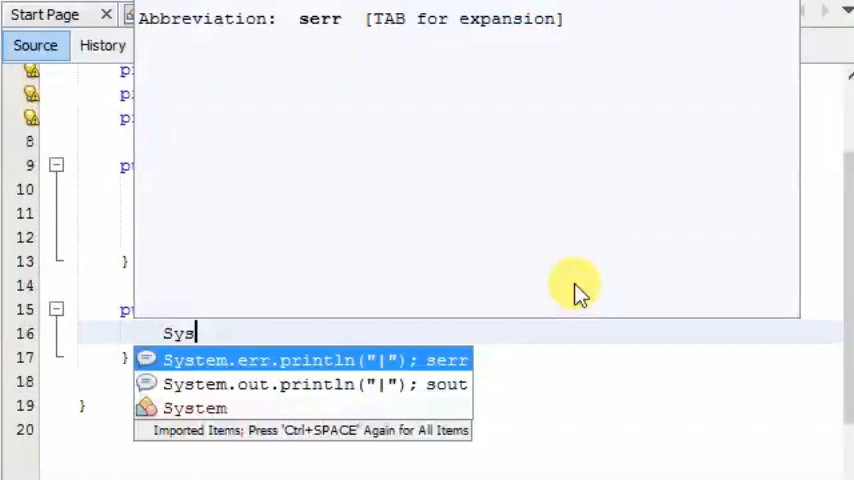 Start Page
Abbreviation: serr [TAB for expansion]
Source History
8
9
10
11
12
13 }
14
15
16 Sys
17 }
18
19 }
20
System.err.println("|"); serr
System.out.println("|"); sout
System
Imported Items; Press 'Ctrl+SPACE' Again for All Items